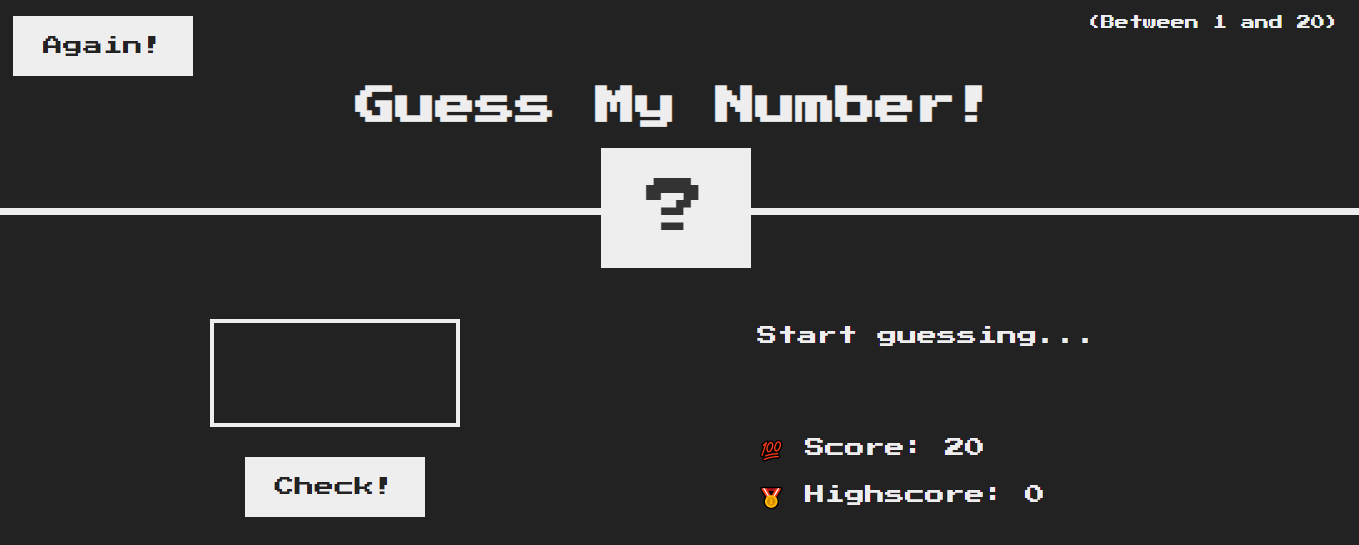 Again!
(Between 1 and 20)
Guess My Number!
?
Start guessing...
Check!
💯 Score: 20
🥇 Highscore: 0